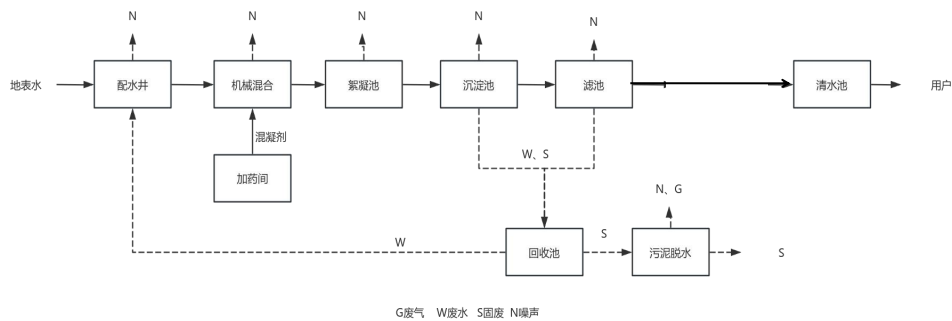 N N N N N
地表水 配水井 机械混合 絮凝池 沉淀池 滤池 清水池 用户
混凝剂
W、S
加药间
N、G
S
W
回收池 污泥脱水 S
G废气 W废水 S固废 N噪声